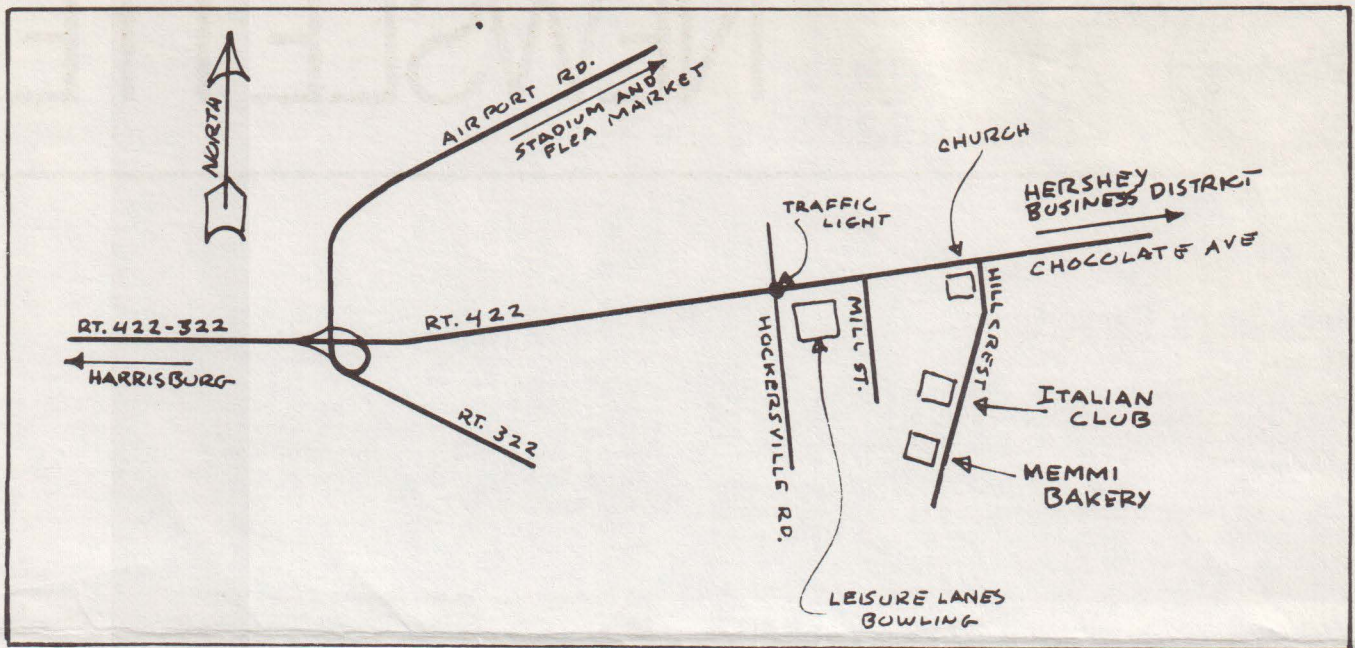 NORTH
AIRPORT RD.
STADIUM AND
FLEA MARKET
CHURCH
TRAFFIC
LIGHT
HERSHEY
BUSINESS DISTRICT
CHOCOLATE AVE
RT. 422-322
HARRISBURG
RT. 422
RT. 322
HOCKERSVILLE RD.
MILL ST.
HILLCREST
ITALIAN
CLUB
MEMMI
BAKERY
LEISURE LANES
BOWLING